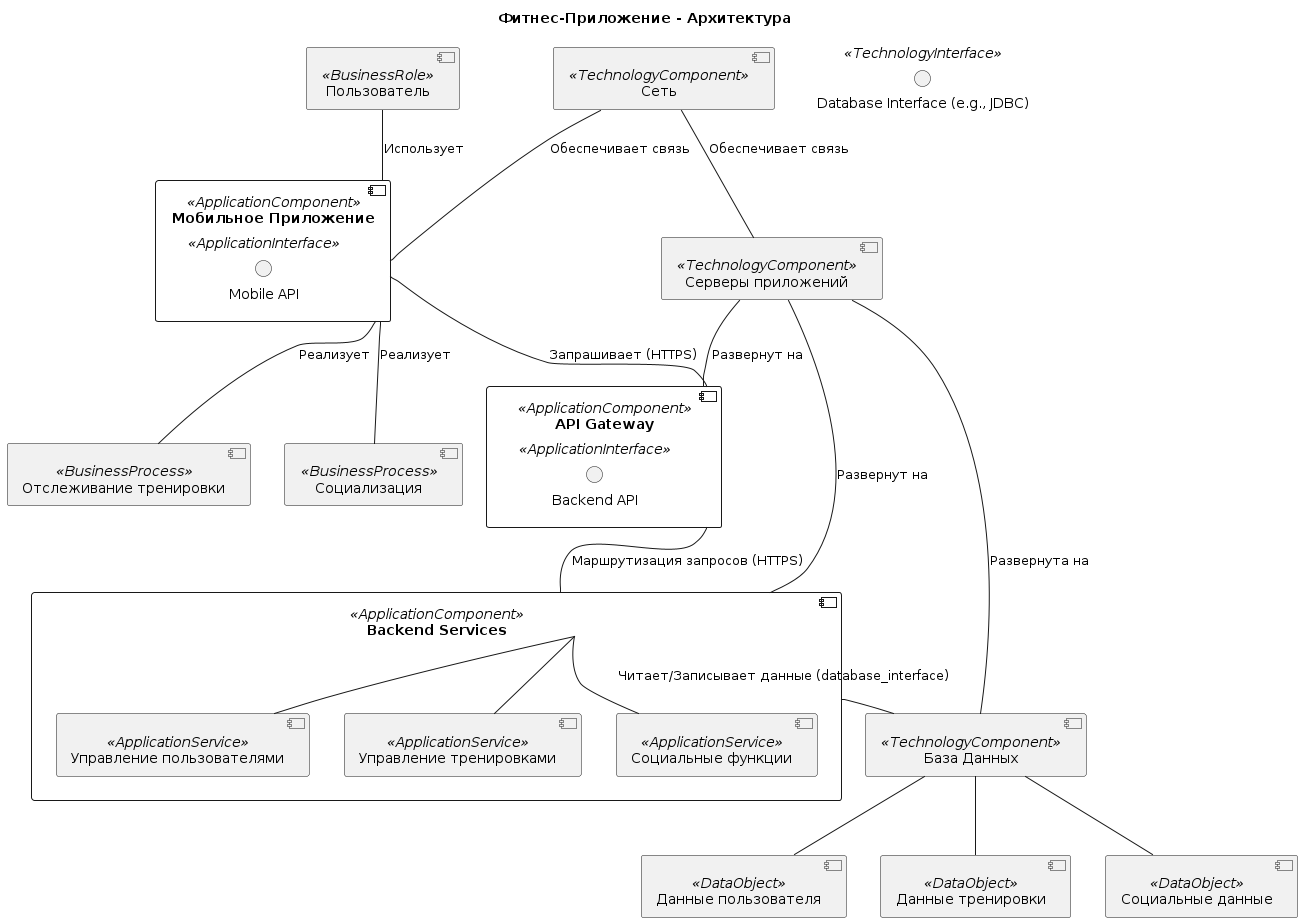 Фитнес-Приложение - Архитектура
«BusinessRole»
Пользователь
«TechnologyComponent»
Сеть
«TechnologyInterface»
Database Interface (e.g., JDBC)
Использует
Обеспечивает связь
Обеспечивает связь
«ApplicationComponent»
Мобильное Приложение
«ApplicationInterface»
Mobile API
«TechnologyComponent»
Серверы приложений
Реализует
Реализует
Запрашивает (HTTPS)
Развернут на
«ApplicationComponent»
API Gateway
«ApplicationInterface»
Backend API
«BusinessProcess»
Отслеживание тренировки
«BusinessProcess»
Социализация
Развернут на
Маршрутизация запросов (HTTPS)
Развернута на
«ApplicationComponent»
Backend Services
Читает/Записывает данные (database_interface)
«ApplicationService»
Управление пользователями
«ApplicationService»
Управление тренировками
«ApplicationService»
Социальные функции
«TechnologyComponent»
База Данных
«DataObject»
Данные пользователя
«DataObject»
Данные тренировки
«DataObject»
Социальные данные